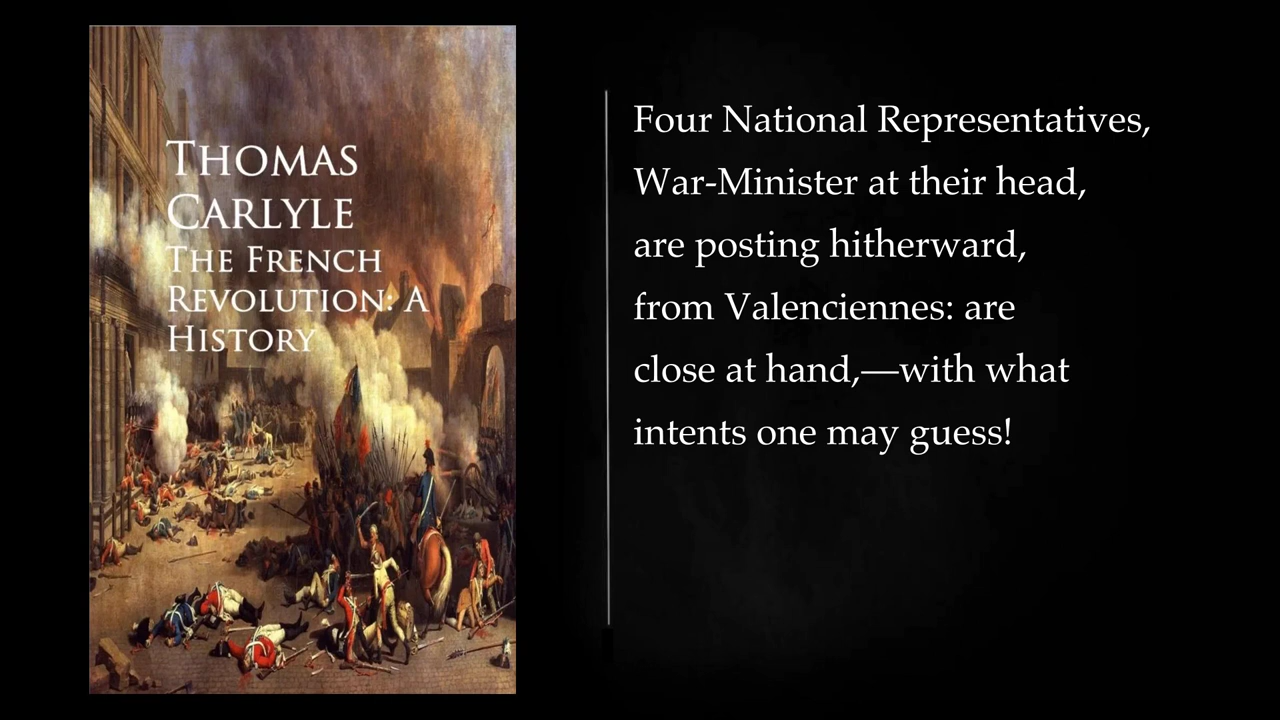 THOMAS
CARLYLE
THE FRENCH
REVOLUTION: A
HISTORY
Four National Representatives,
War-Minister at their head,
are posting hitherward,
from Valenciennes: are
close at hand,—with what
intents one may guess!